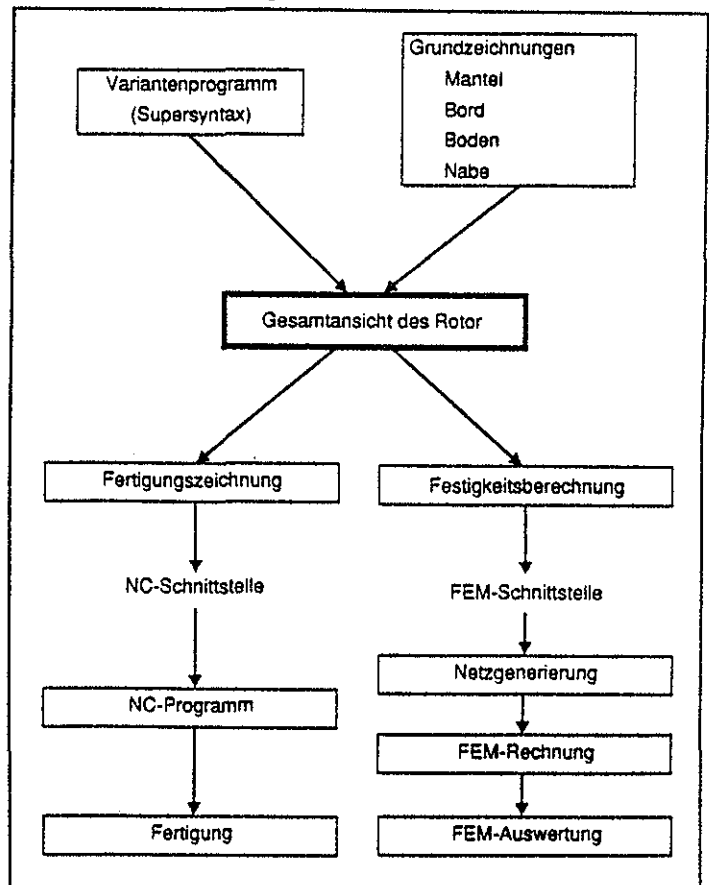 Variantenprogramm
(Supersyntax)
Grundzeichnungen
Mantel
Bord
Boden
Nabe
Gesamtansicht des Rotor
Fertigungszeichnung
Festigkeitsberechnung
NC-Schnittstelle
FEM-Schnittstelle
Netzgenerierung
NC-Programm
FEM-Rechnung
Fertigung
FEM-Auswertung